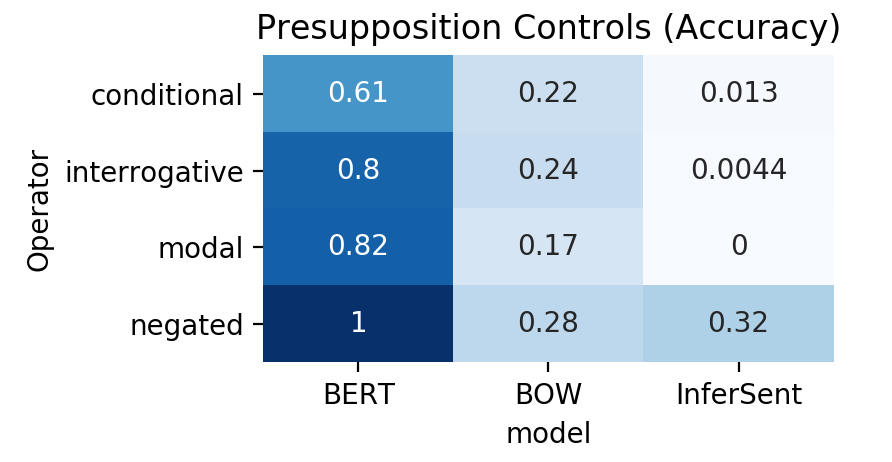 Presupposition Controls (Accuracy)
Operator
conditional 0.61 0.22 0.013
interrogative 0.8 0.24 0.0044
modal 0.82 0.17 0
negated 1 0.28 0.32
BERT BOW InferSent
model